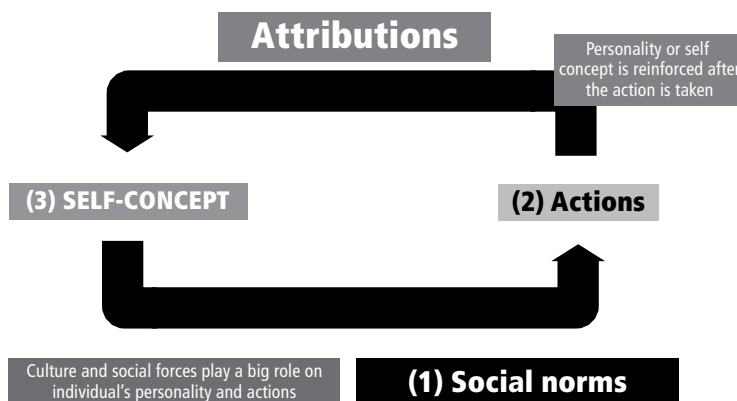 Attributions
Personality or self
concept is reinforced after
the action is taken
(3) SELF-CONCEPT
(2) Actions
Culture and social forces play a big role on
individual's personality and actions
(1) Social norms